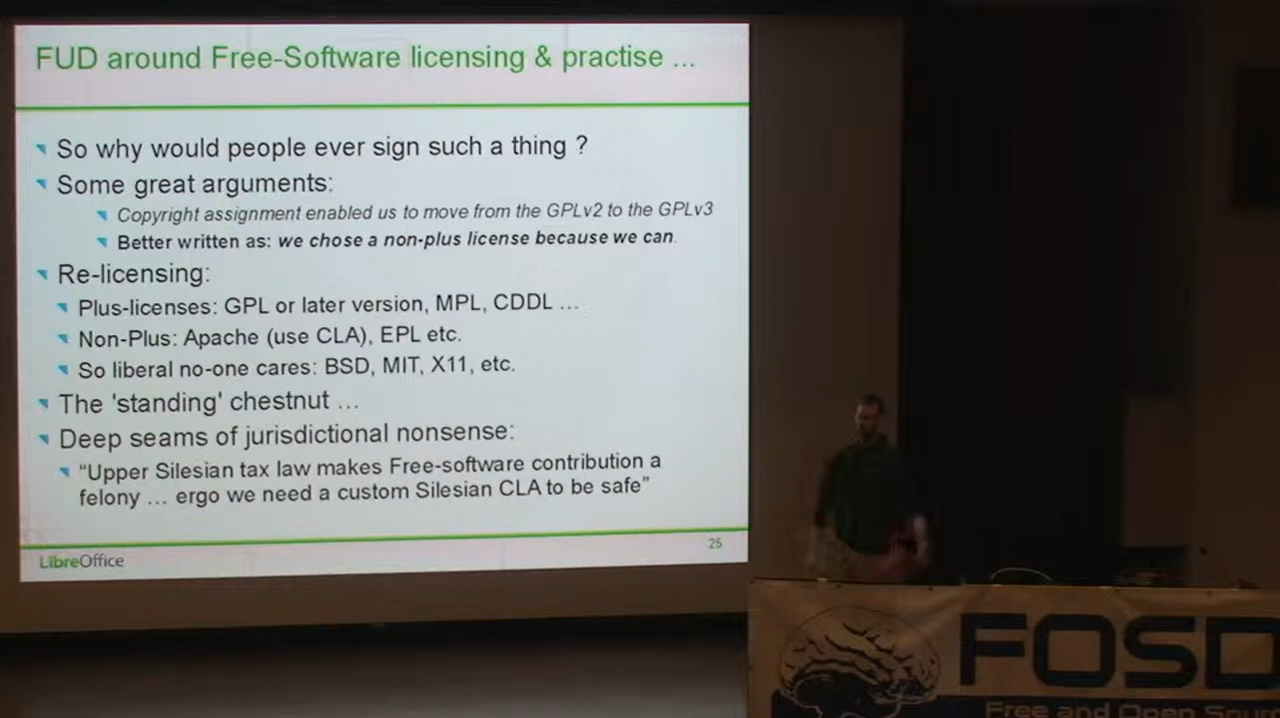 FUD around Free-Software licensing & practise ...
So why would people ever sign such a thing ?
Some great arguments:
Copyright assignment enabled us to move from the GPLv2 to the GPLv3
Better written as: we chose a non-plus license because we can.
Re-licensing:
Plus-licenses: GPL or later version, MPL, CDDL ...
Non-Plus: Apache (use CLA), EPL etc.
So liberal no-one cares: BSD, MIT, X11, etc.
The 'standing' chestnut ...
Deep seams of jurisdictional nonsense:
“Upper Silesian tax law makes Free-software contribution a
felony ... ergo we need a custom Silesian CLA to be safe”
25
LibreOffice
FOSD
Free and Open Sour